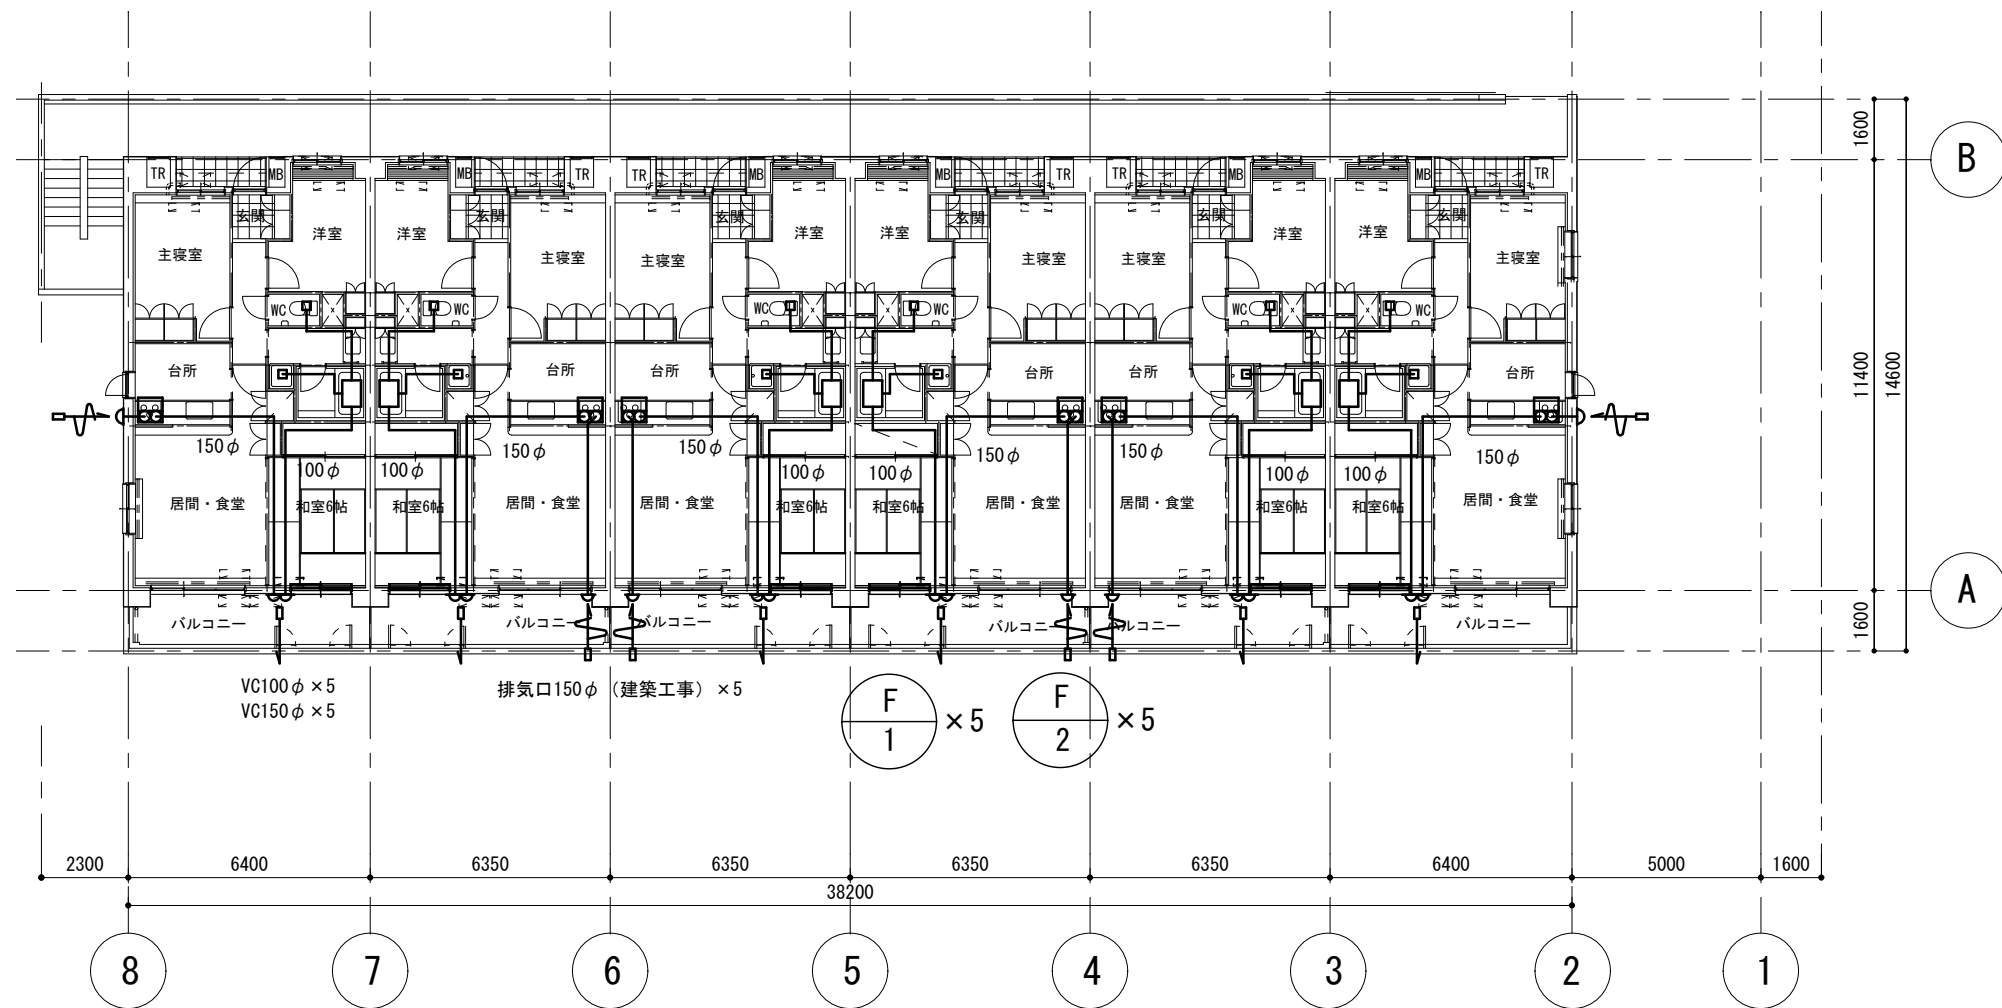 TR
MB
MB
TR
TR
MB
MB
TR
TR
MB
MB
TR
玄関
玄関
玄関
玄関
玄関
玄関
主寝室
洋室
洋室
主寝室
主寝室
洋室
洋室
主寝室
主寝室
洋室
洋室
主寝室
WC
WC
WC
WC
WC
WC
台所
台所
台所
台所
台所
台所
150φ
150φ
150φ
150φ
150φ
150φ
100φ
100φ
100φ
100φ
100φ
100φ
居間・食堂
和室6帖
和室6帖
居間・食堂
居間・食堂
和室6帖
和室6帖
居間・食堂
居間・食堂
和室6帖
和室6帖
居間・食堂
バルコニー
バルコニー
バルコニー
バルコニー
バルコニー
バルコニー
VC100φ×5
VC150φ×5
排気口150φ（建築工事）×5
F
1
×5
F
2
×5
1600
11400
14600
1600
B
A
2300
6400
6350
6350
6350
6350
6400
5000
1600
38200
8
7
6
5
4
3
2
1